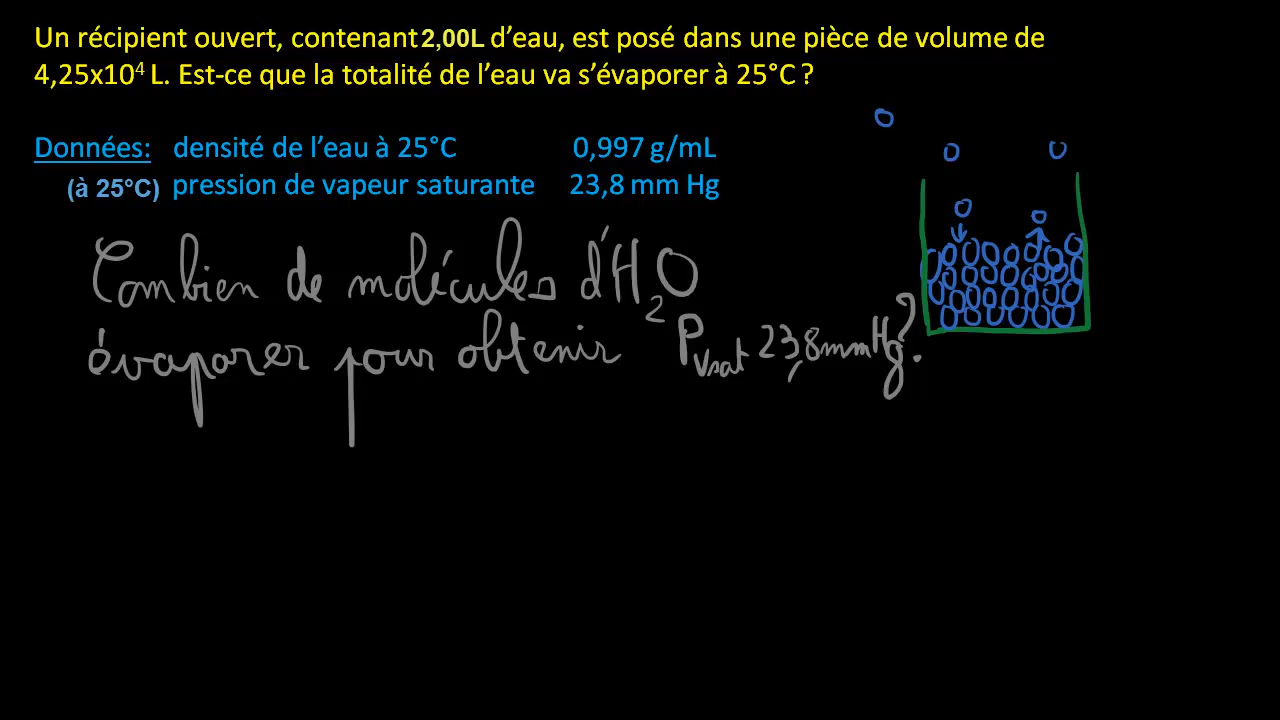 Un récipient ouvert, contenant 2,00L d'eau, est posé dans une pièce de volume de
4,25x10⁴ L. Est-ce que la totalité de l'eau va s'évaporer à 25°C ?
Données: densité de l'eau à 25°C 0,997 g/mL
(à 25°C) pression de vapeur saturante 23,8 mm Hg
Combien de molécules d'H₂O
évaporer pour obtenir Pvsat 23,8mmHg?